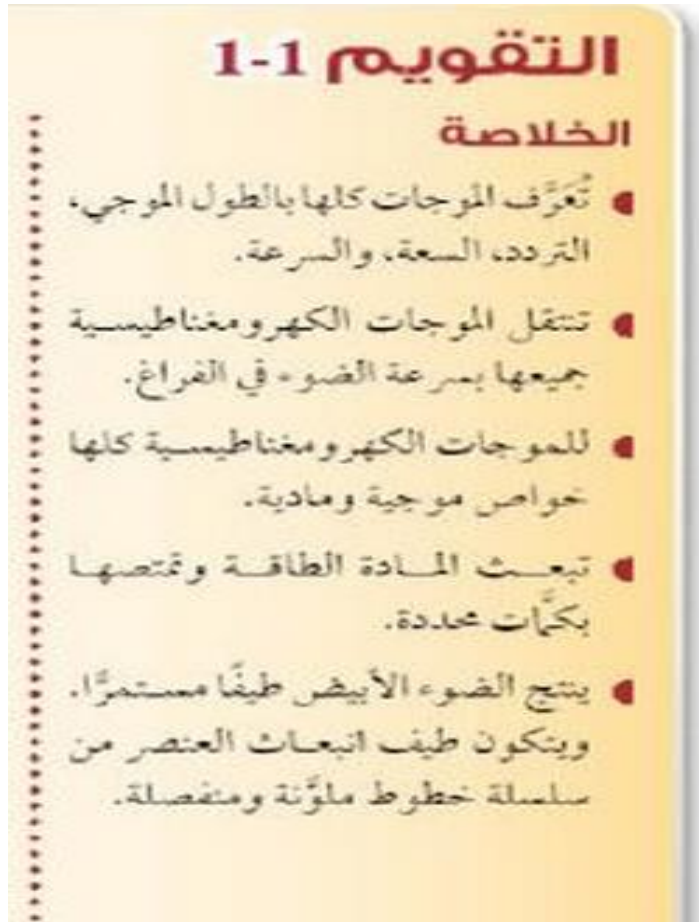 التقويم 1-1
الخلاصة
تُعَرَّف الموجات كلها بالطول الموجي،
التردد، السعة، والسرعة.
تنتقل الموجات الكهرومغناطيسية
جميعها بسرعة الضوء في الفراغ.
للموجات الكهرومغناطيسية كلها
خواص موجية ومادية.
تبعث المادة الطاقة وتمتصها
بكمَّات محددة.
ينتج الضوء الأبيض طيفًا مستمرًّا.
ويتكون طيف انبعاث العنصر من
سلسلة خطوط ملوَّنة ومنفصلة.